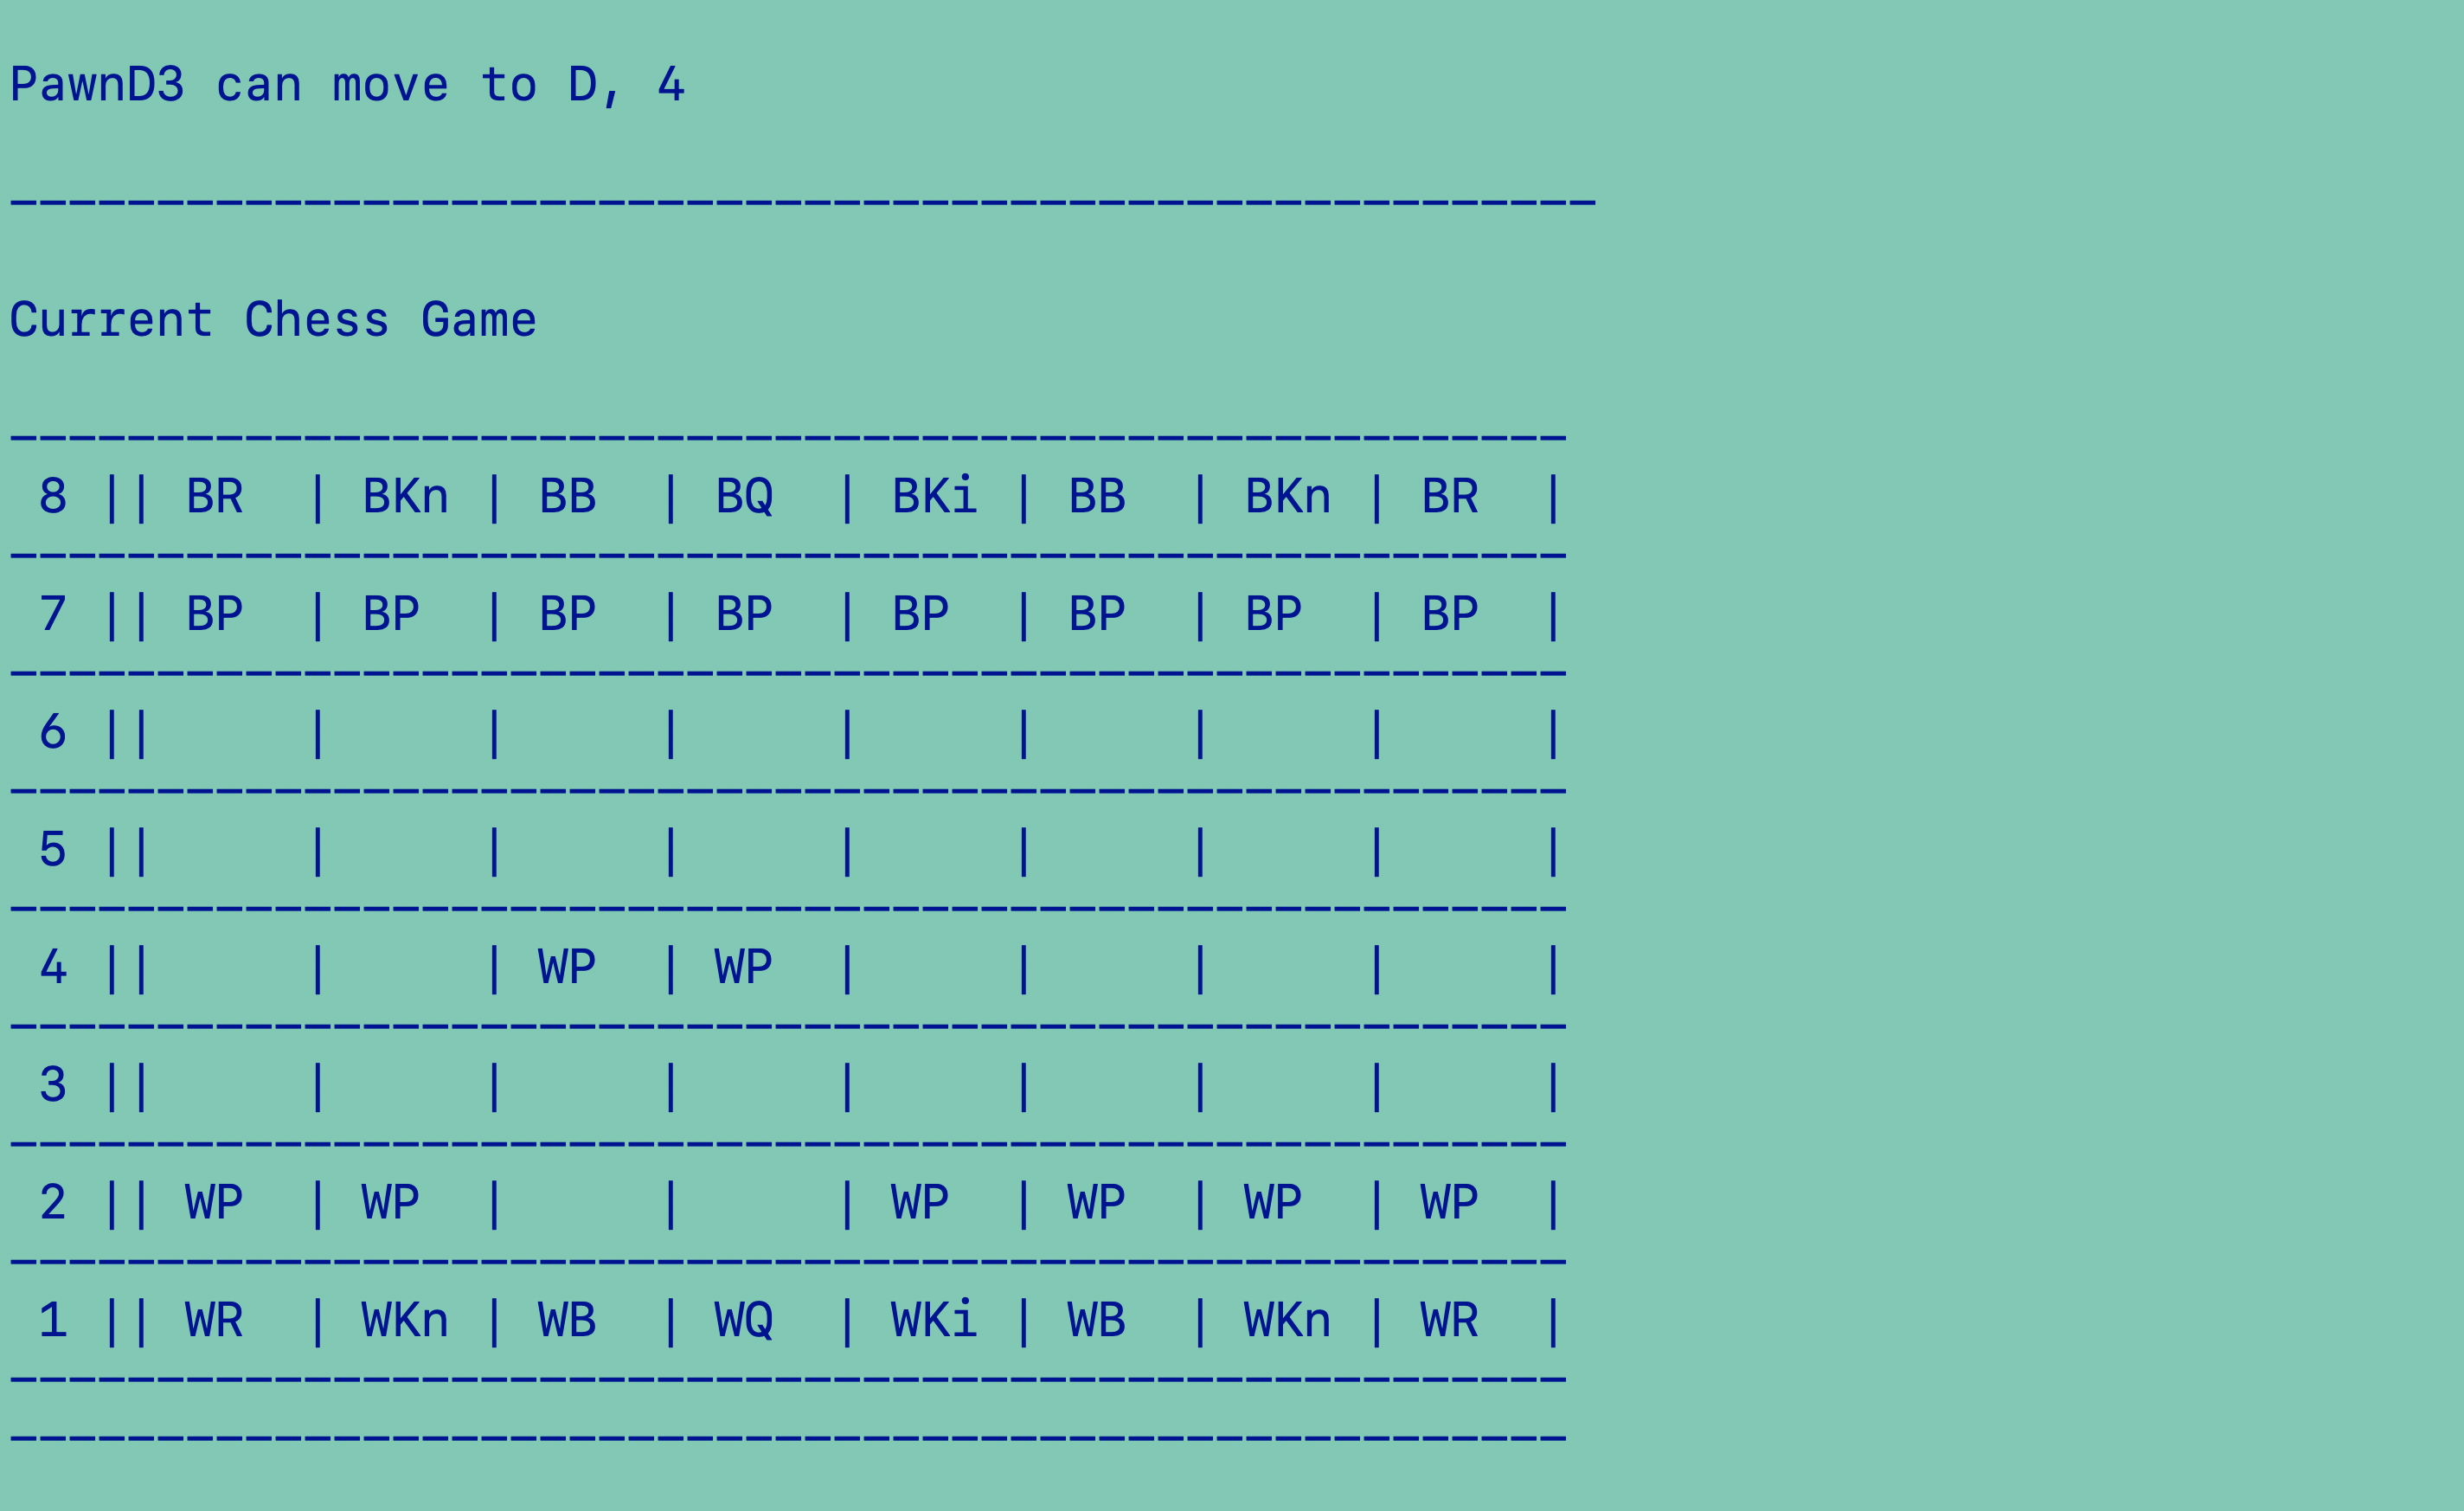 PawnD3 can move to D, 4
------------------------------------------------------
Current Chess Game
-----------------------------------------------------
 8 || BR  | BKn | BB  | BQ  | BKi | BB  | BKn | BR  |
-----------------------------------------------------
 7 || BP  | BP  | BP  | BP  | BP  | BP  | BP  | BP  |
-----------------------------------------------------
 6 ||     |     |     |     |     |     |     |     |
-----------------------------------------------------
 5 ||     |     |     |     |     |     |     |     |
-----------------------------------------------------
 4 ||     |     | WP  | WP  |     |     |     |     |
-----------------------------------------------------
 3 ||     |     |     |     |     |     |     |     |
-----------------------------------------------------
 2 || WP  | WP  |     |     | WP  | WP  | WP  | WP  |
-----------------------------------------------------
 1 || WR  | WKn | WB  | WQ  | WKi | WB  | WKn | WR  |
-----------------------------------------------------
-----------------------------------------------------